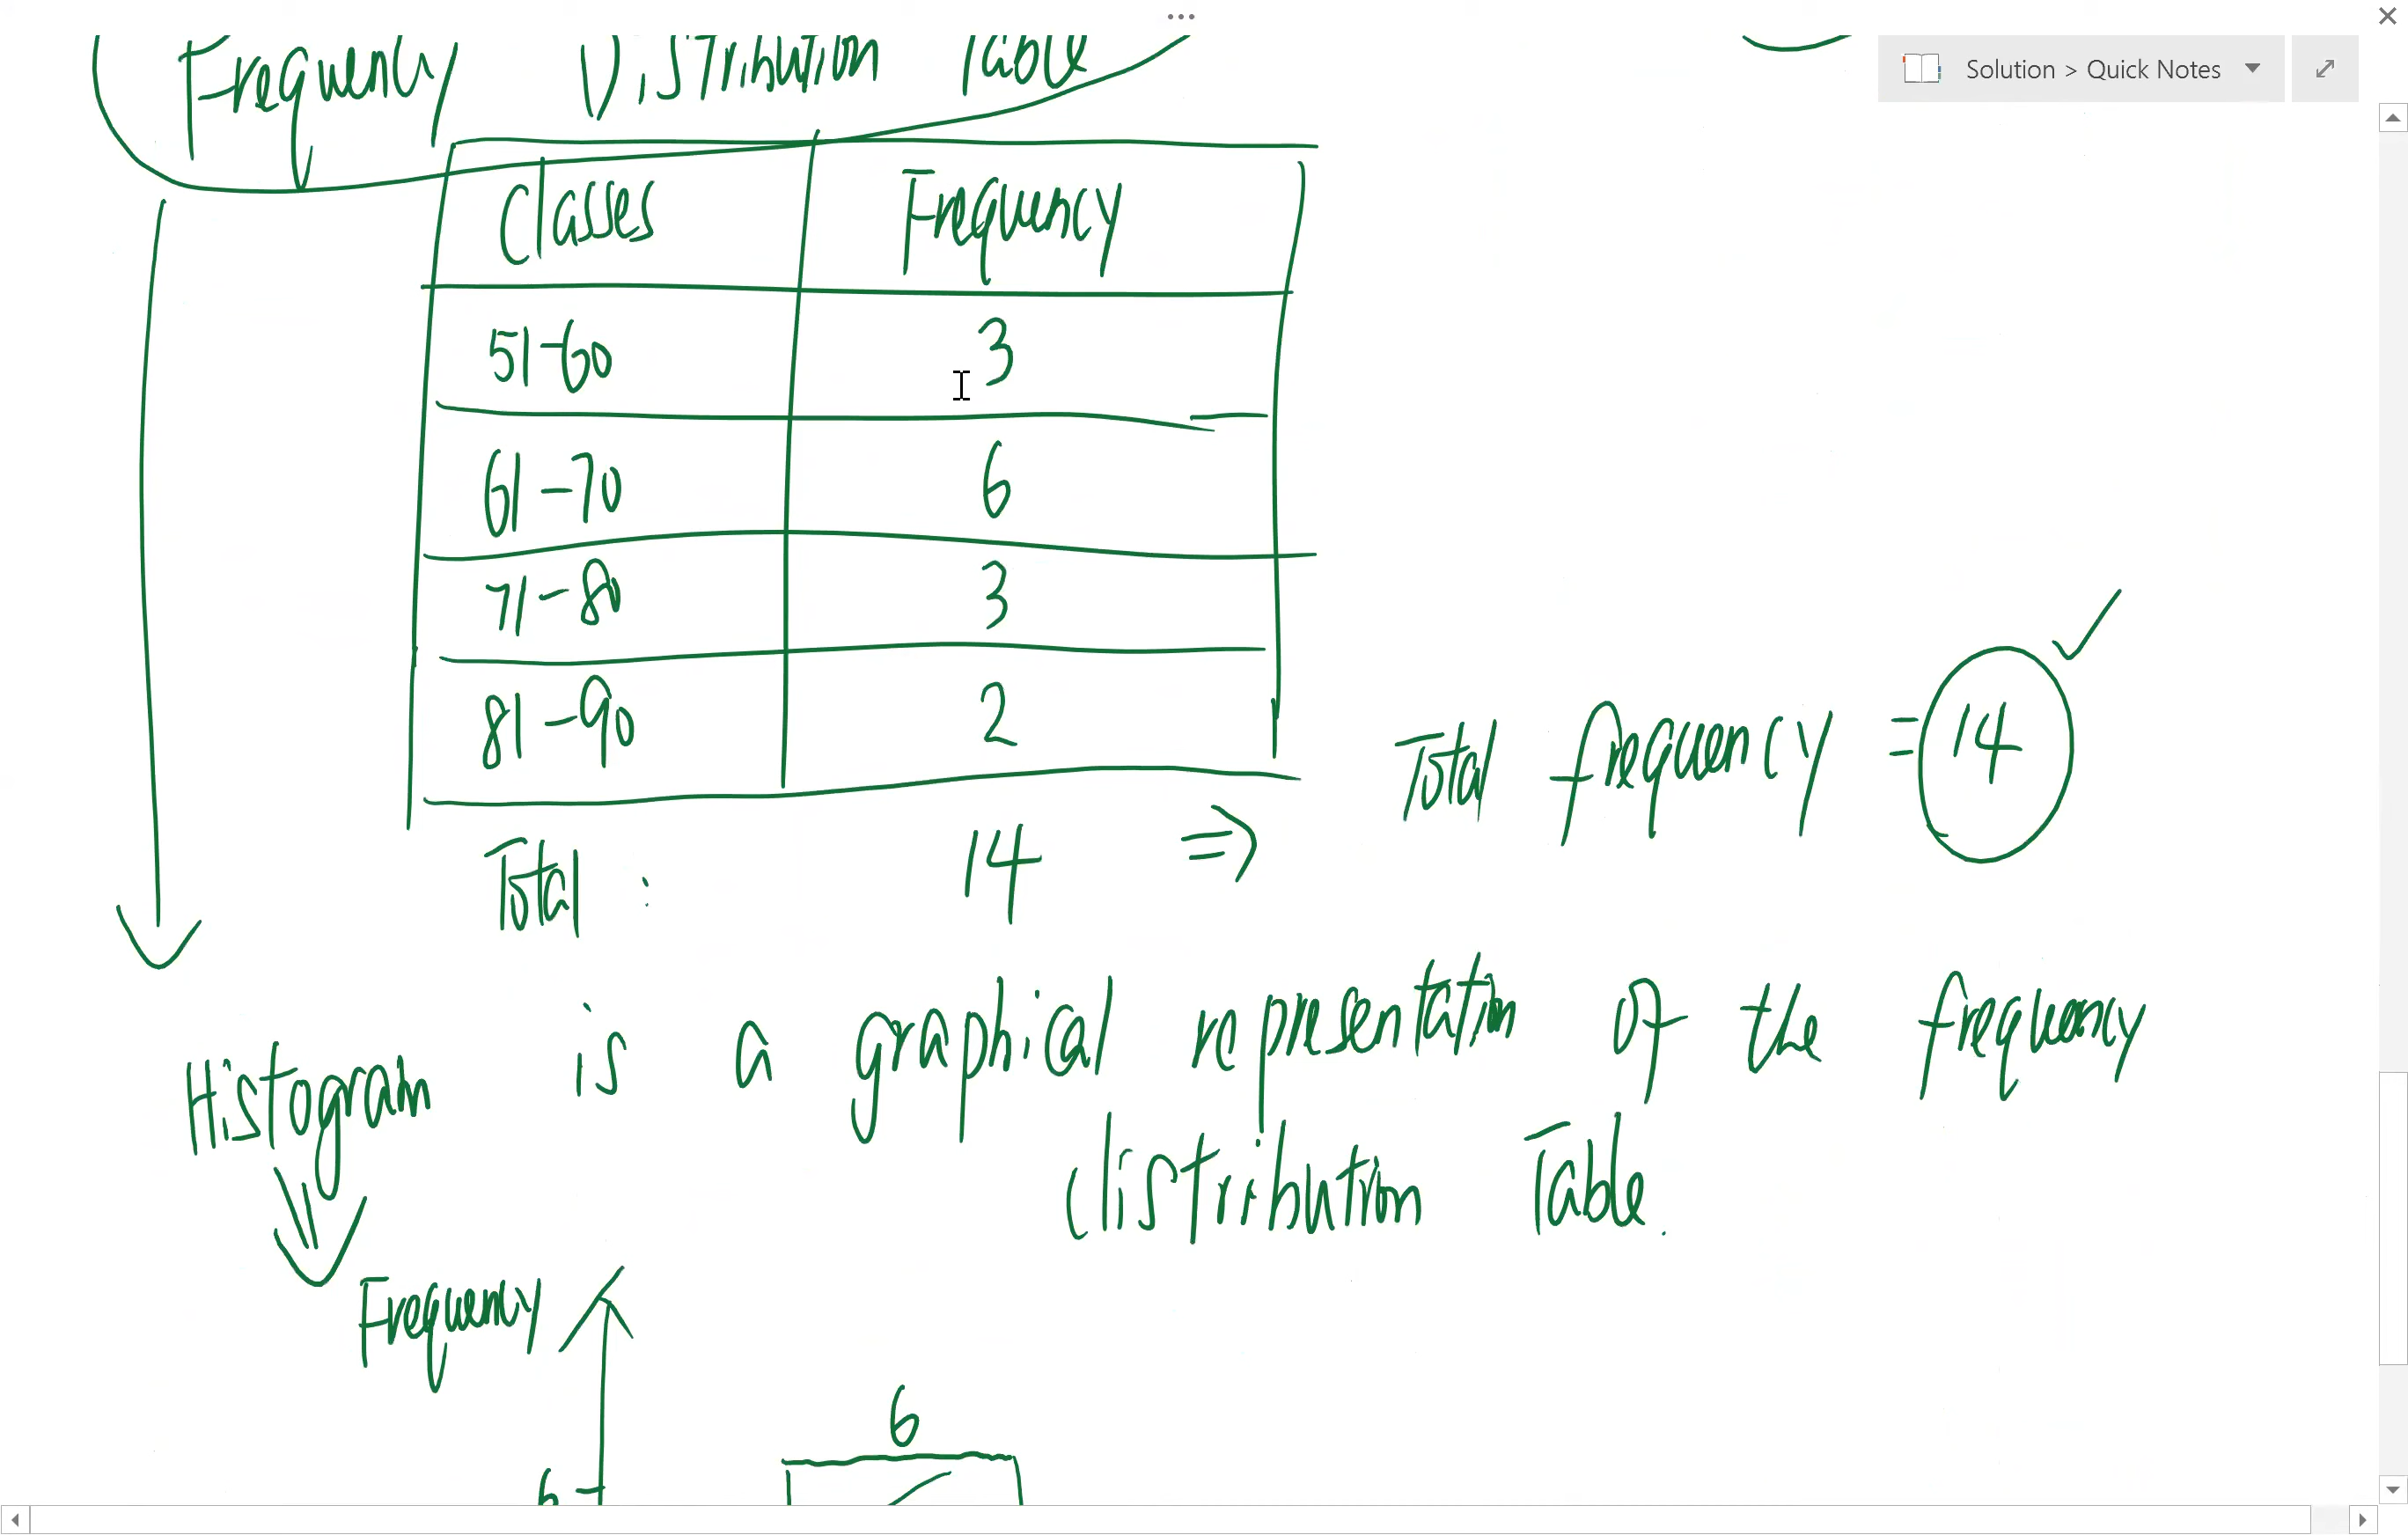 Solution > Quick Notes
Frequency Distribution Table
Classes Frequency
51-60 3
61-70 6
71-80 3
81-90 2
Total frequency = 14
Total : 14 =>
Histogram is a graphical representation of the frequency
distribution Table.
Frequency
6
6